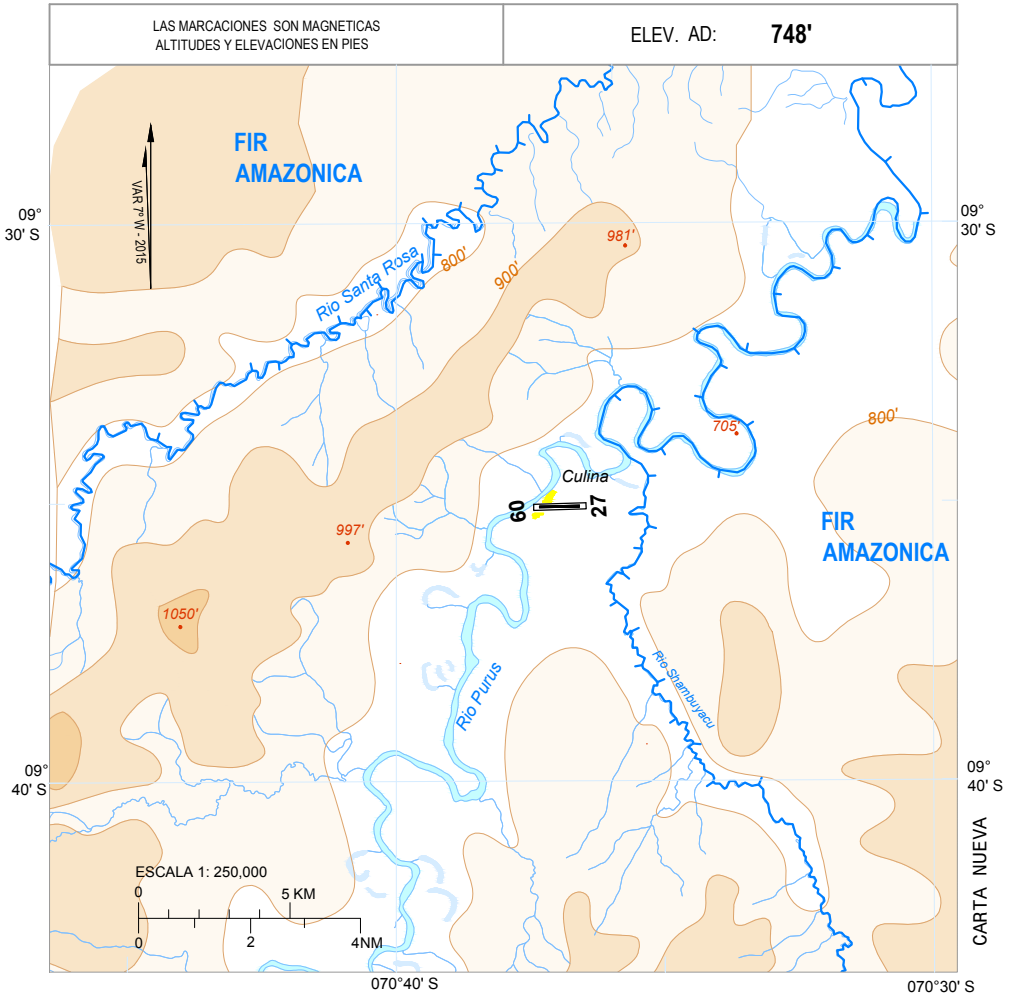 LAS MARCACIONES SON MAGNETICAS
ALTITUDES Y ELEVACIONES EN PIES
ELEV. AD: 748'
FIR
AMAZONICA
VAR 7° W - 2015
09°
30' S
09°
30' S
981'
800'
900'
Rio Santa Rosa
705'
800'
Culina
09
27
997'
FIR
AMAZONICA
1050'
Rio Purus
Rio Shambuyacu
09°
40' S
09°
40' S
ESCALA 1: 250,000
0
5 KM
0
2
4NM
CARTA NUEVA
070°40' S
070°30' S